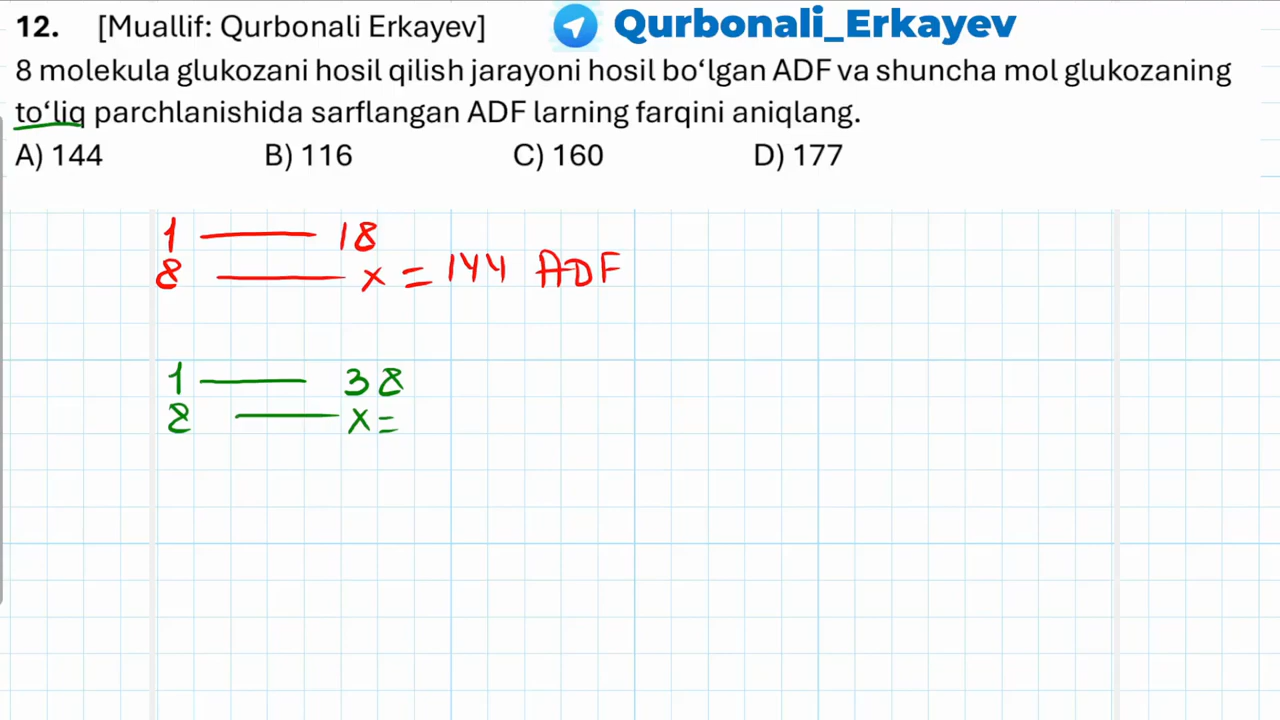 12. [Muallif: Qurbonali Erkayev] Qurbonali_Erkayev
8 molekula glukozani hosil qilish jarayoni hosil bo‘lgan ADF va shuncha mol glukozaning
to‘liq parchlanishida sarflangan ADF larning farqini aniqlang.
A) 144 B) 116 C) 160 D) 177
1 —— 18
8 —— x = 144 ADF
1 —— 38
8 —— x =